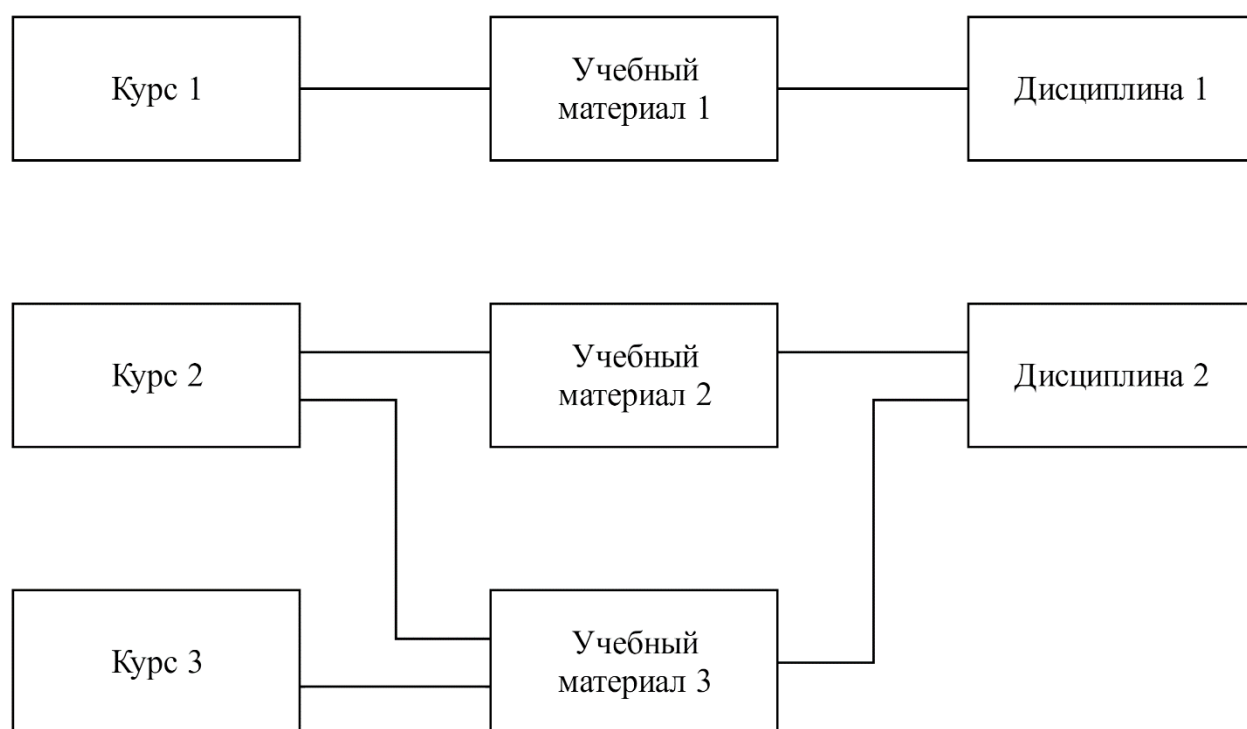 Курс 1
Учебный
материал 1
Дисциплина 1
Курс 2
Учебный
материал 2
Дисциплина 2
Курс 3
Учебный
материал 3